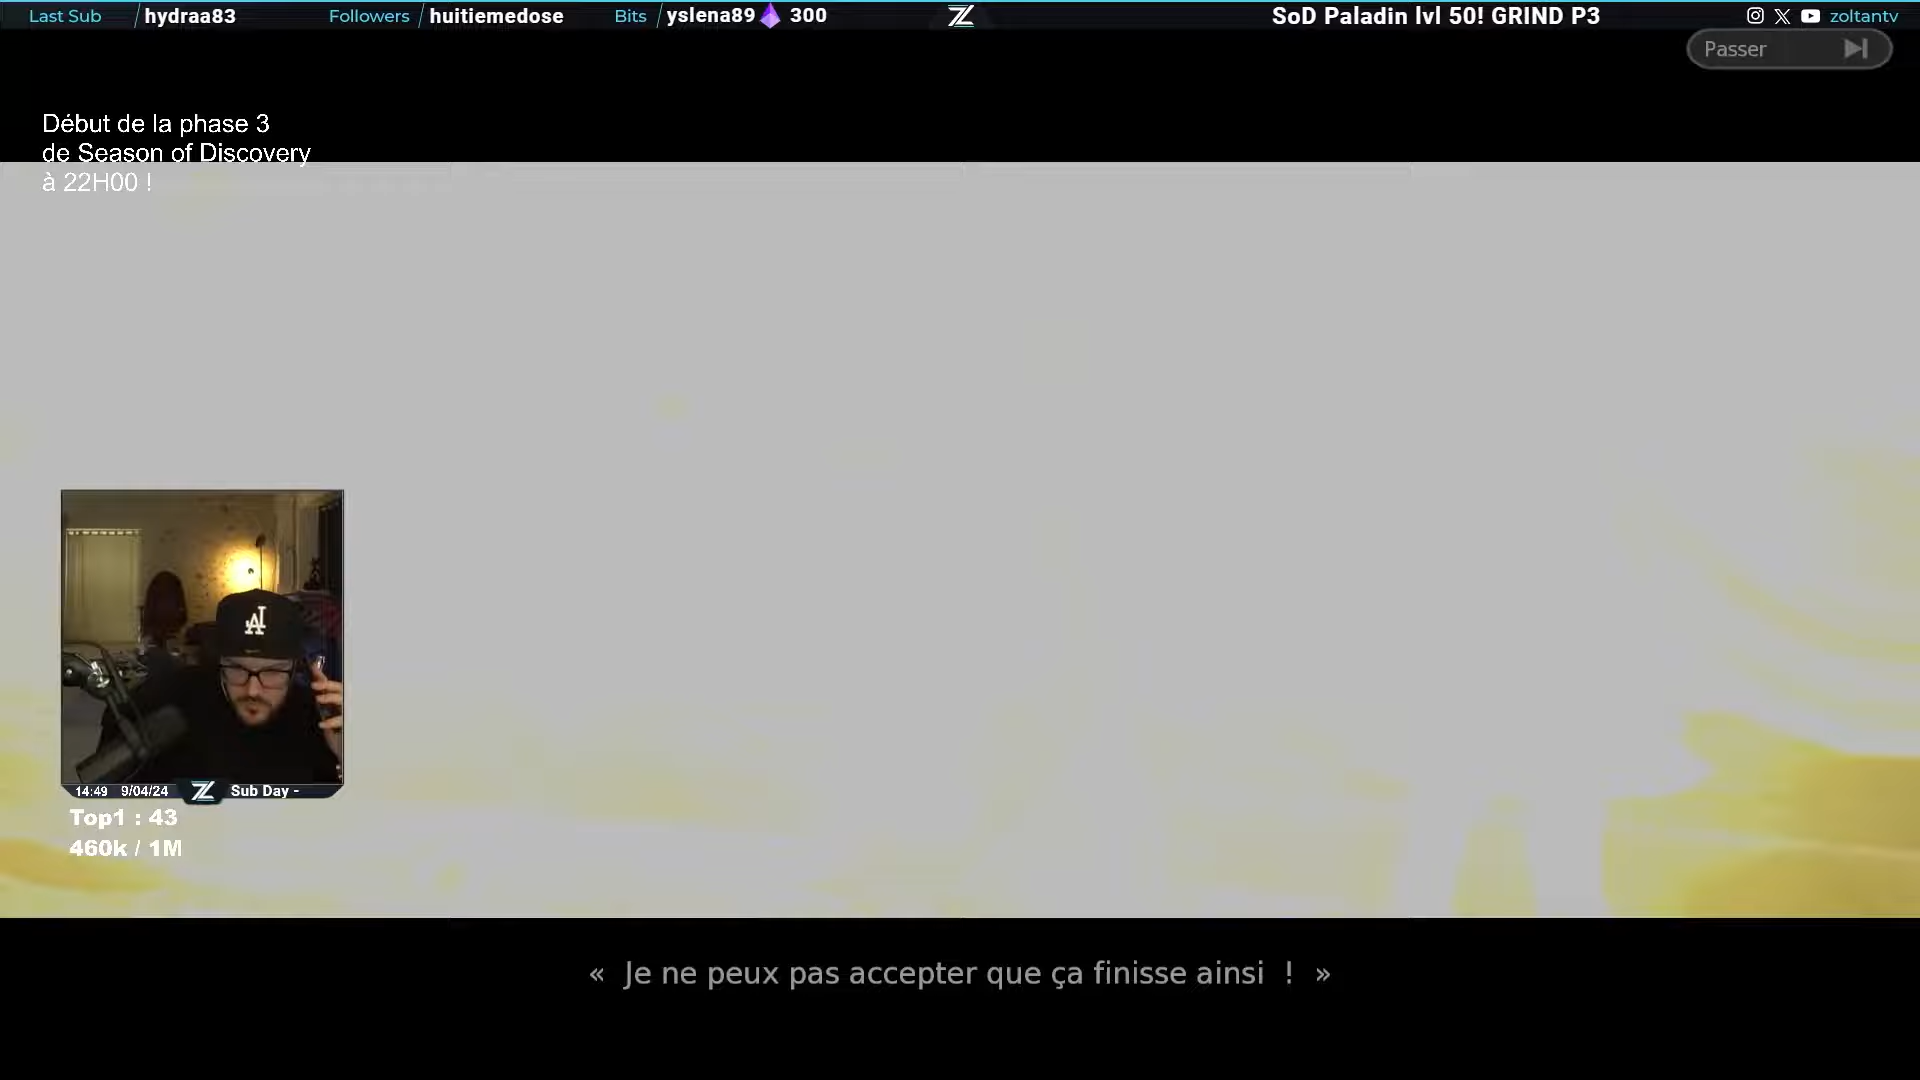 Last Sub hydraa83 Followers huitiemedose Bits yslena89 300 SoD Paladin lvl 50! GRIND P3 zoltantv
Passer
Début de la phase 3
de Season of Discovery
à 22H00 !
LA
14:49 9/04/24 Z Sub Day -
Top1 : 43
460k / 1M
« Je ne peux pas accepter que ça finisse ainsi ! »